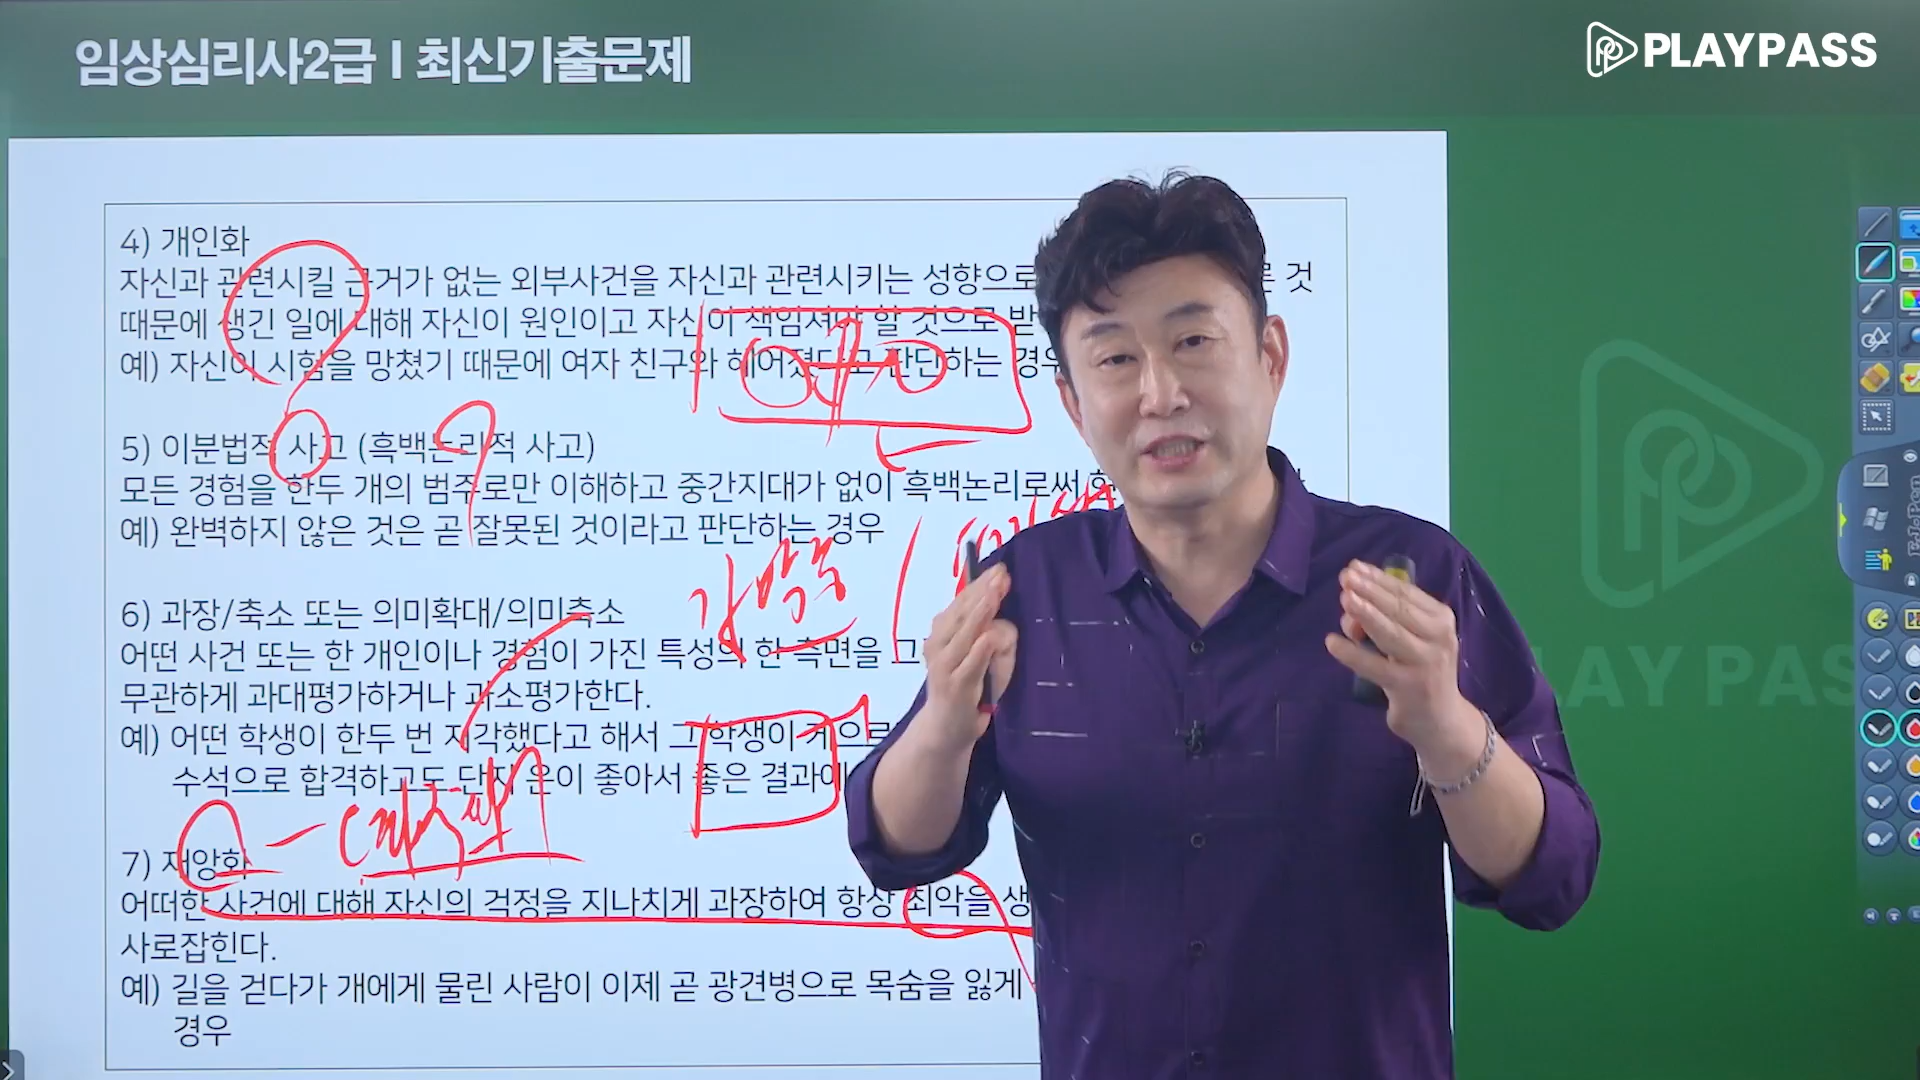 임상심리사2급 I 최신기출문제
PLAYPASS
4) 개인화
자신과 관련시킬 근거가 없는 외부사건을 자신과 관련시키는 성향으로 것
때문에 생긴 일에 대해 자신이 원인이고 자신이 책임져야 할 것으로 받
예) 자신이 시험을 망쳤기 때문에 여자 친구와 헤어졌다고 판단하는 경우
5) 이분법적 사고 (흑백논리적 사고)
모든 경험을 한두 개의 범주로만 이해하고 중간지대가 없이 흑백논리로써
예) 완벽하지 않은 것은 곧 잘못된 것이라고 판단하는 경우
6) 과장/축소 또는 의미확대/의미축소
어떤 사건 또는 한 개인이나 경험이 가진 특성의 한 측면을
무관하게 과대평가하거나 과소평가한다.
예) 어떤 학생이 한두 번 지각했다고 해서 그 학생이 게으르
수석으로 합격하고도 단지 운이 좋아서 좋은 결과에
7) 재앙화
어떠한 사건에 대해 자신의 걱정을 지나치게 과장하여 항상 최악을 생
사로잡힌다.
예) 길을 걷다가 개에게 물린 사람이 이제 곧 광견병으로 목숨을 잃게
경우
LAY PAS